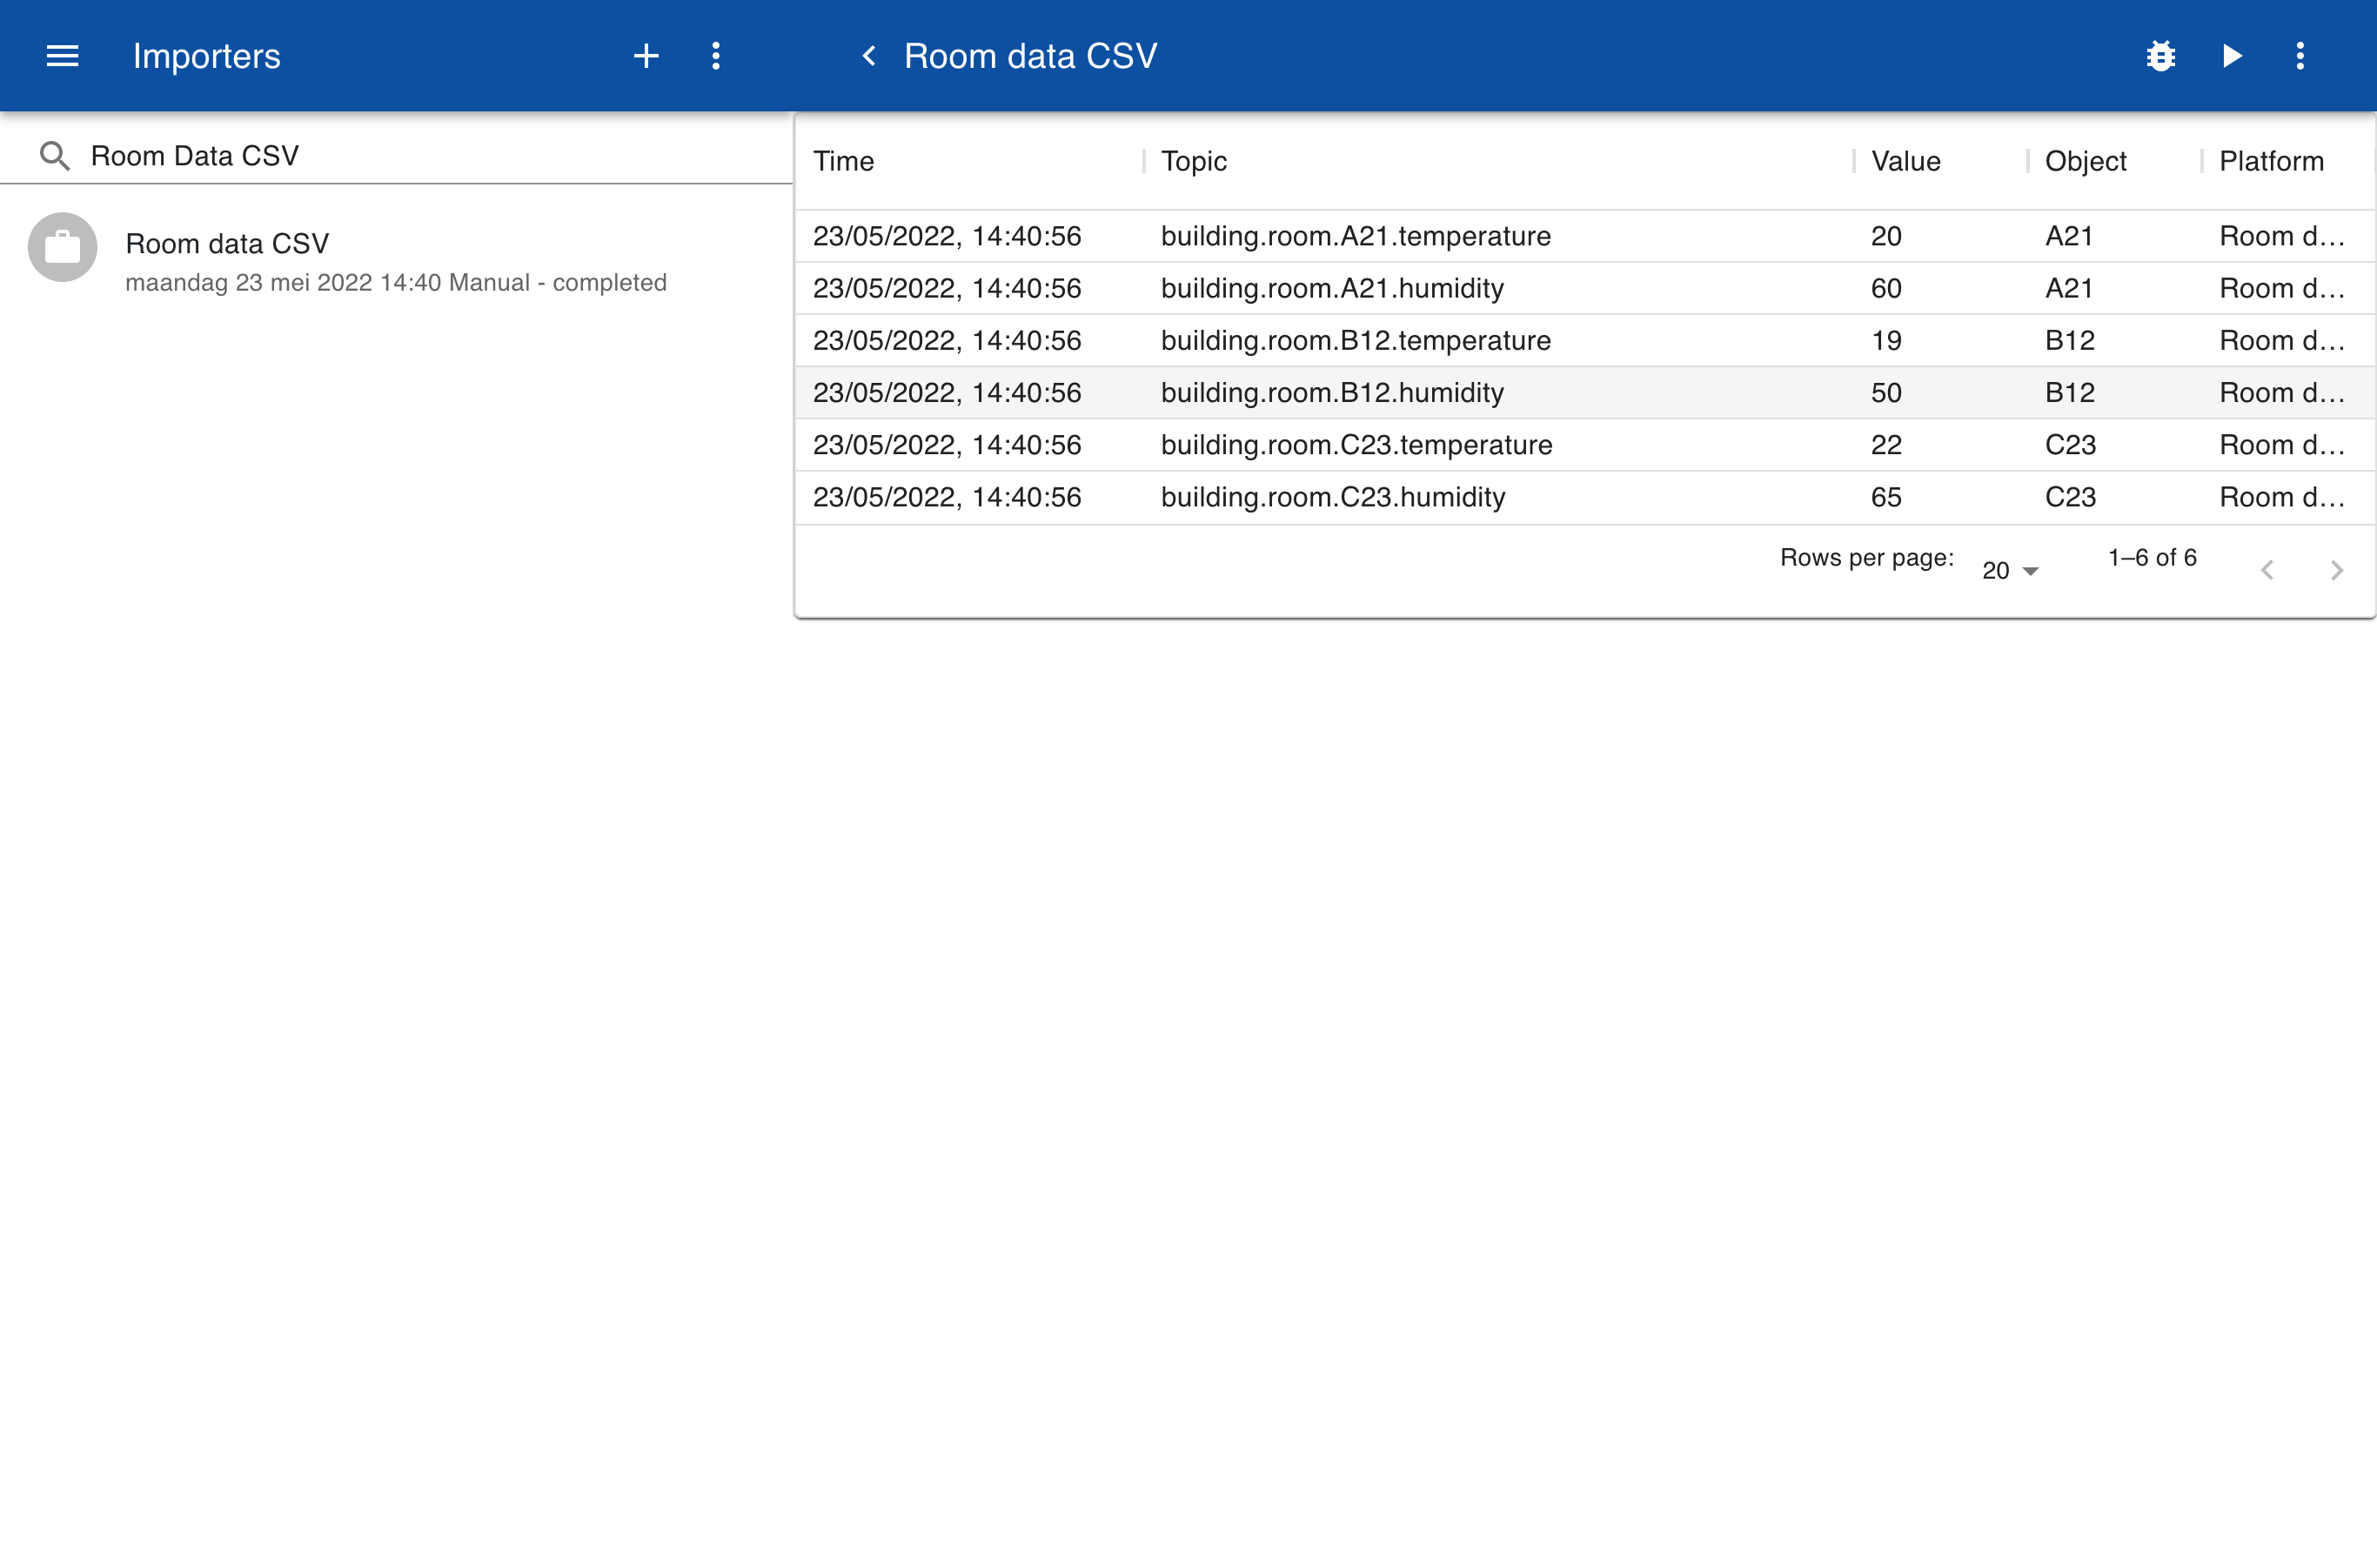 Importers
Room data CSV
Room Data CSV
Room data CSV
maandag 23 mei 2022 14:40 Manual - completed
Time Topic Value Object Platform
23/05/2022, 14:40:56 building.room.A21.temperature 20 A21 Room d...
23/05/2022, 14:40:56 building.room.A21.humidity 60 A21 Room d...
23/05/2022, 14:40:56 building.room.B12.temperature 19 B12 Room d...
23/05/2022, 14:40:56 building.room.B12.humidity 50 B12 Room d...
23/05/2022, 14:40:56 building.room.C23.temperature 22 C23 Room d...
23/05/2022, 14:40:56 building.room.C23.humidity 65 C23 Room d...
Rows per page: 20 1–6 of 6